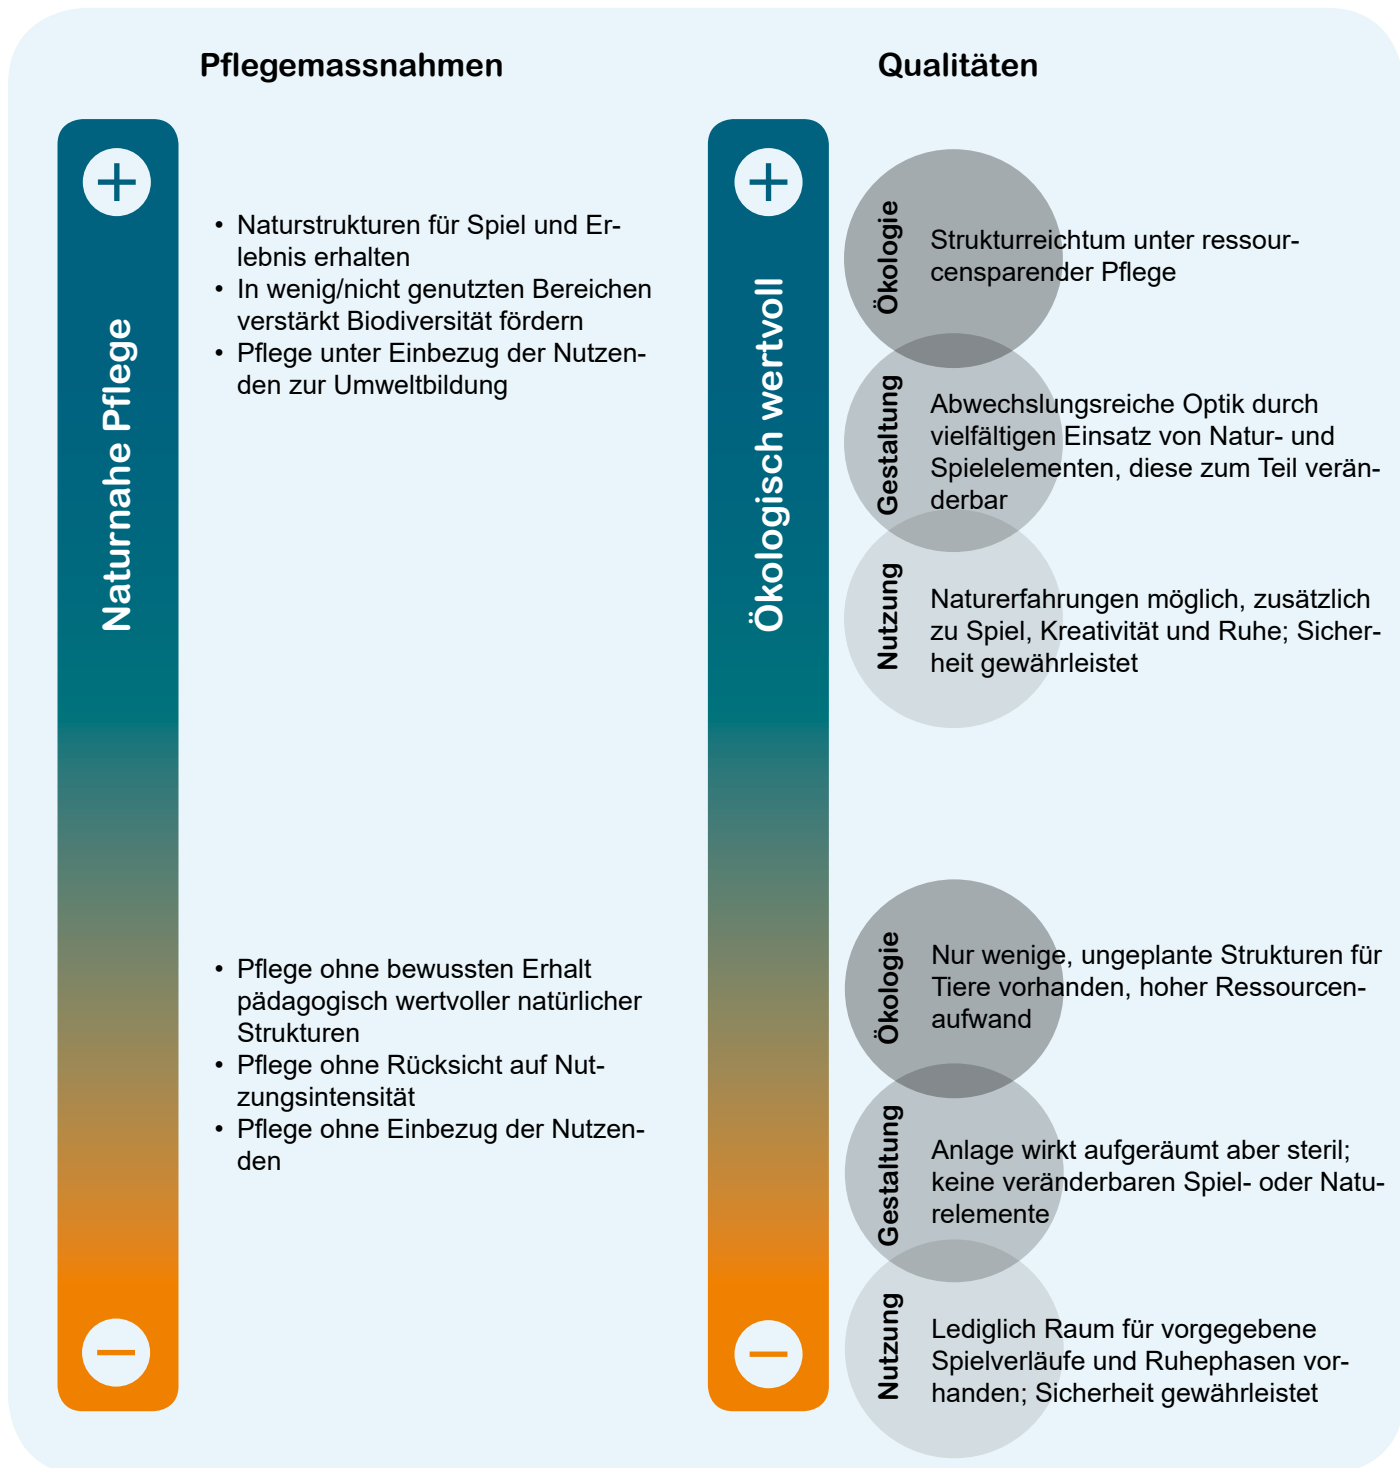 Pflegemassnahmen
Naturnahe Pflege
• Naturstrukturen für Spiel und Er-
lebnis erhalten
• In wenig/nicht genutzten Bereichen
verstärkt Biodiversität fördern
• Pflege unter Einbezug der Nutzen-
den zur Umweltbildung
• Pflege ohne bewussten Erhalt
pädagogisch wertvoller natürlicher
Strukturen
• Pflege ohne Rücksicht auf Nut-
zungsintensität
• Pflege ohne Einbezug der Nutzen-
den
Qualitäten
Ökologisch wertvoll
Ökologie
Strukturreichtum unter ressour-
censparender Pflege
Gestaltung
Abwechslungsreiche Optik durch
vielfältigen Einsatz von Natur- und
Spielelementen, diese zum Teil verän-
derbar
Nutzung
Naturerfahrungen möglich, zusätzlich
zu Spiel, Kreativität und Ruhe; Sicher-
heit gewährleistet
Ökologie
Nur wenige, ungeplante Strukturen für
Tiere vorhanden, hoher Ressourcen-
aufwand
Gestaltung
Anlage wirkt aufgeräumt aber steril;
keine veränderbaren Spiel- oder Natu-
relemente
Nutzung
Lediglich Raum für vorgegebene
Spielverläufe und Ruhephasen vor-
handen; Sicherheit gewährleistet